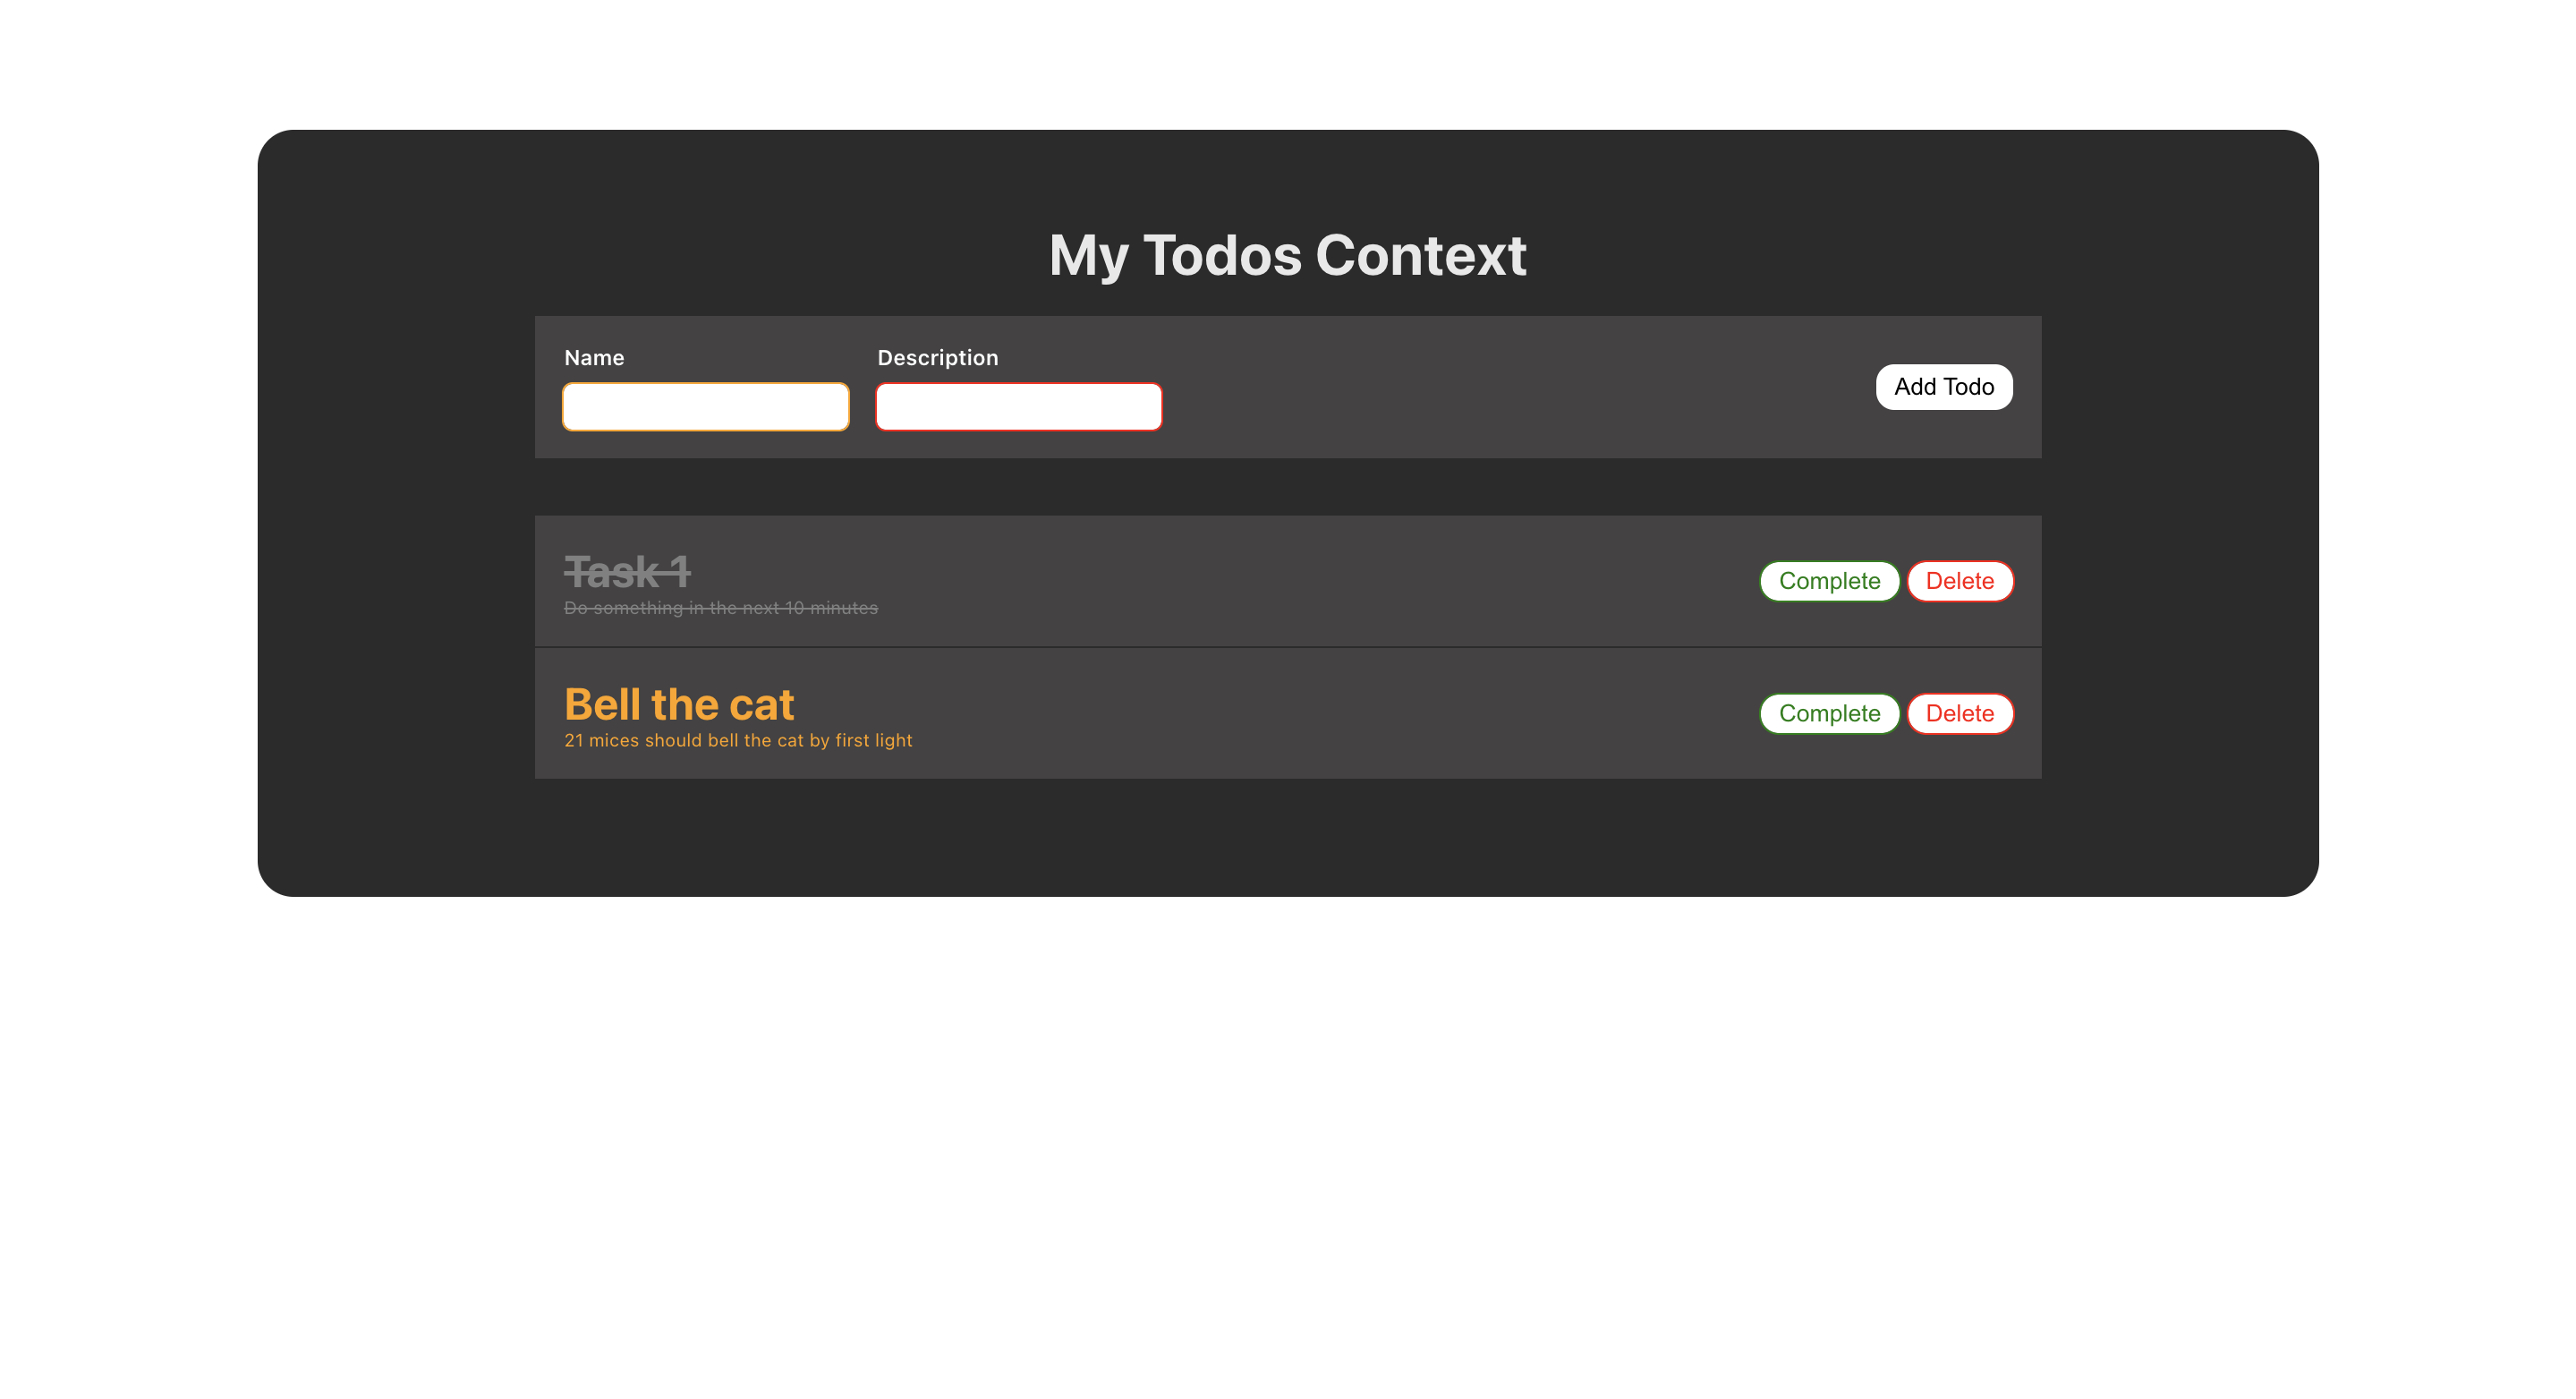 My Todos Context
Name
Description
Add Todo
Task 1
Do something in the next 10 minutes
Complete
Delete
Bell the cat
21 mices should bell the cat by first light
Complete
Delete